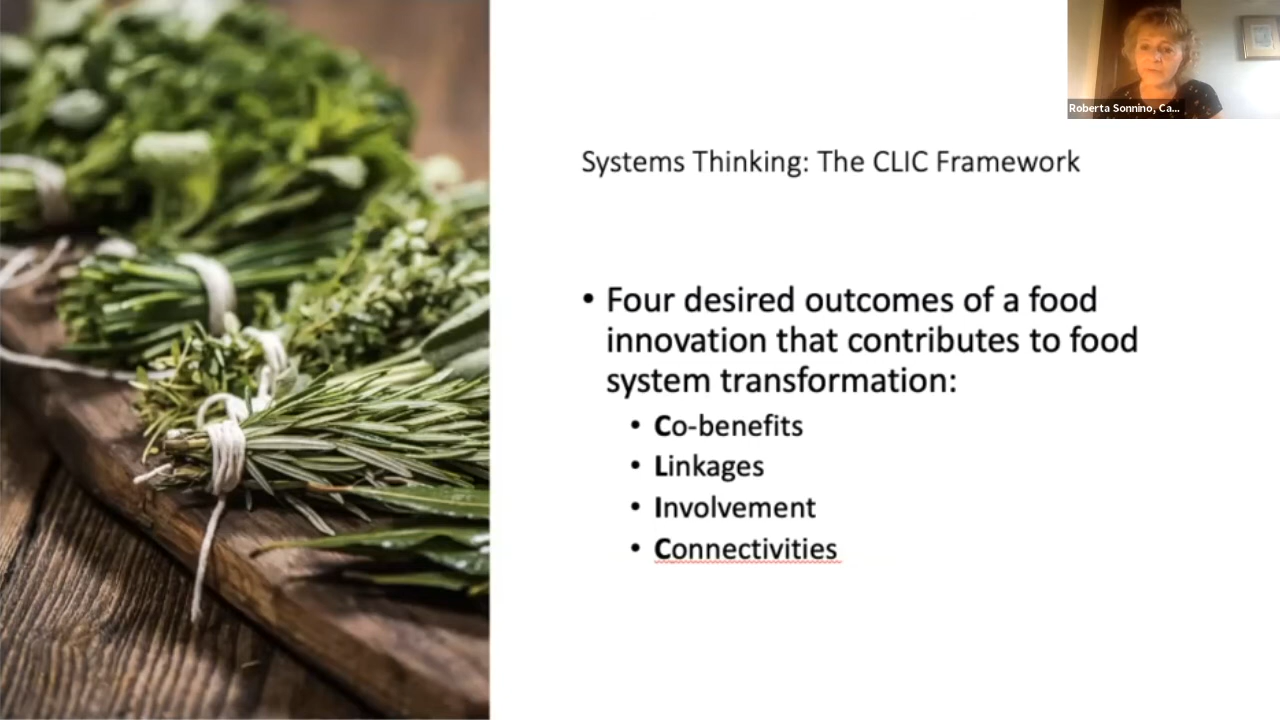 Roberta Sonnino, Ca...
Systems Thinking: The CLIC Framework
• Four desired outcomes of a food
innovation that contributes to food
system transformation:
• Co-benefits
• Linkages
• Involvement
• Connectivities